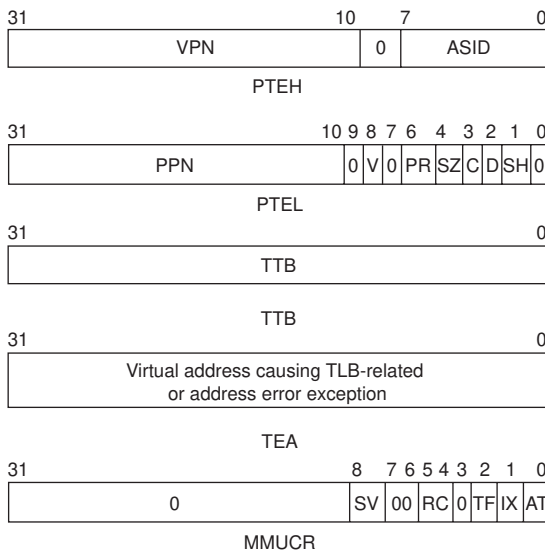 31 10 7 0
VPN 0 ASID
PTEH
31 10 9 8 7 6 4 3 2 1 0
PPN 0 V 0 PR SZ C D SH 0
PTEL
31 0
TTB
TTB
31 0
Virtual address causing TLB-related
or address error exception
TEA
31 8 7 6 5 4 3 2 1 0
0 SV 00 RC 0 TF IX AT
MMUCR